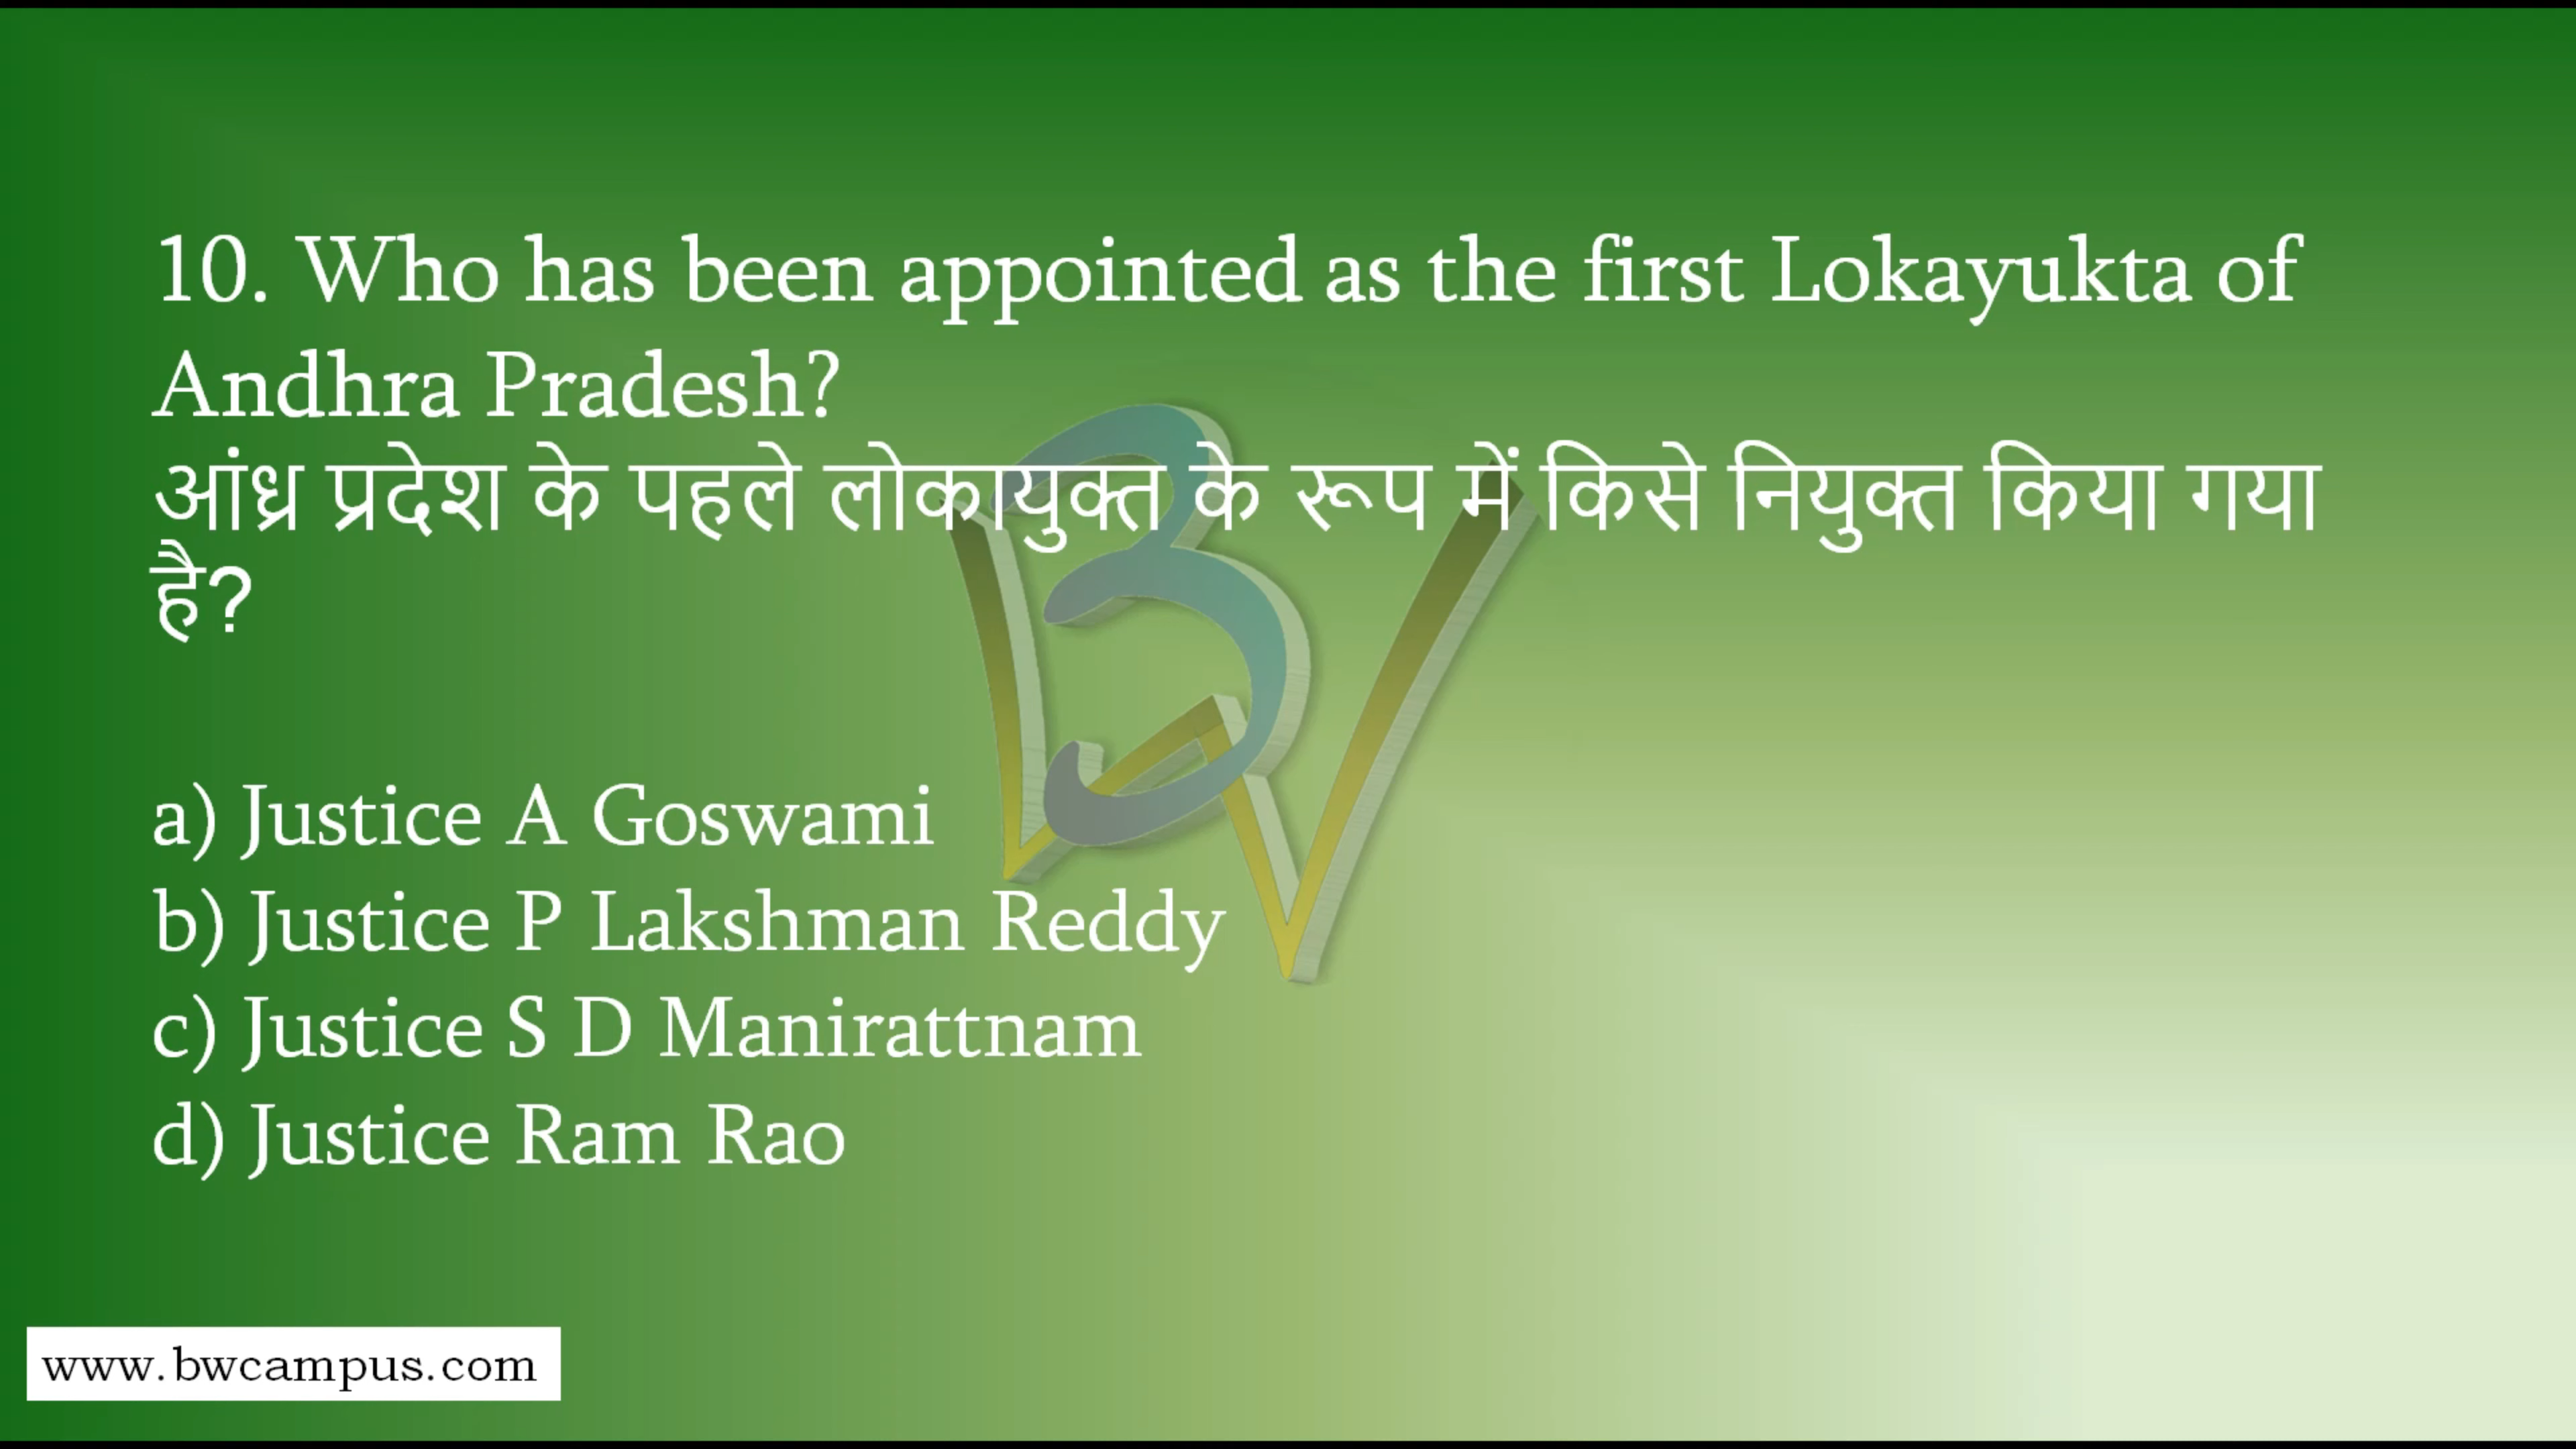 10. Who has been appointed as the first Lokayukta of
Andhra Pradesh?
आंध्र प्रदेश के पहले लोकायुक्त के रूप में किसे नियुक्त किया गया
है?
a) Justice A Goswami
b) Justice P Lakshman Reddy
c) Justice S D Manirattnam
d) Justice Ram Rao
www.bwcampus.com